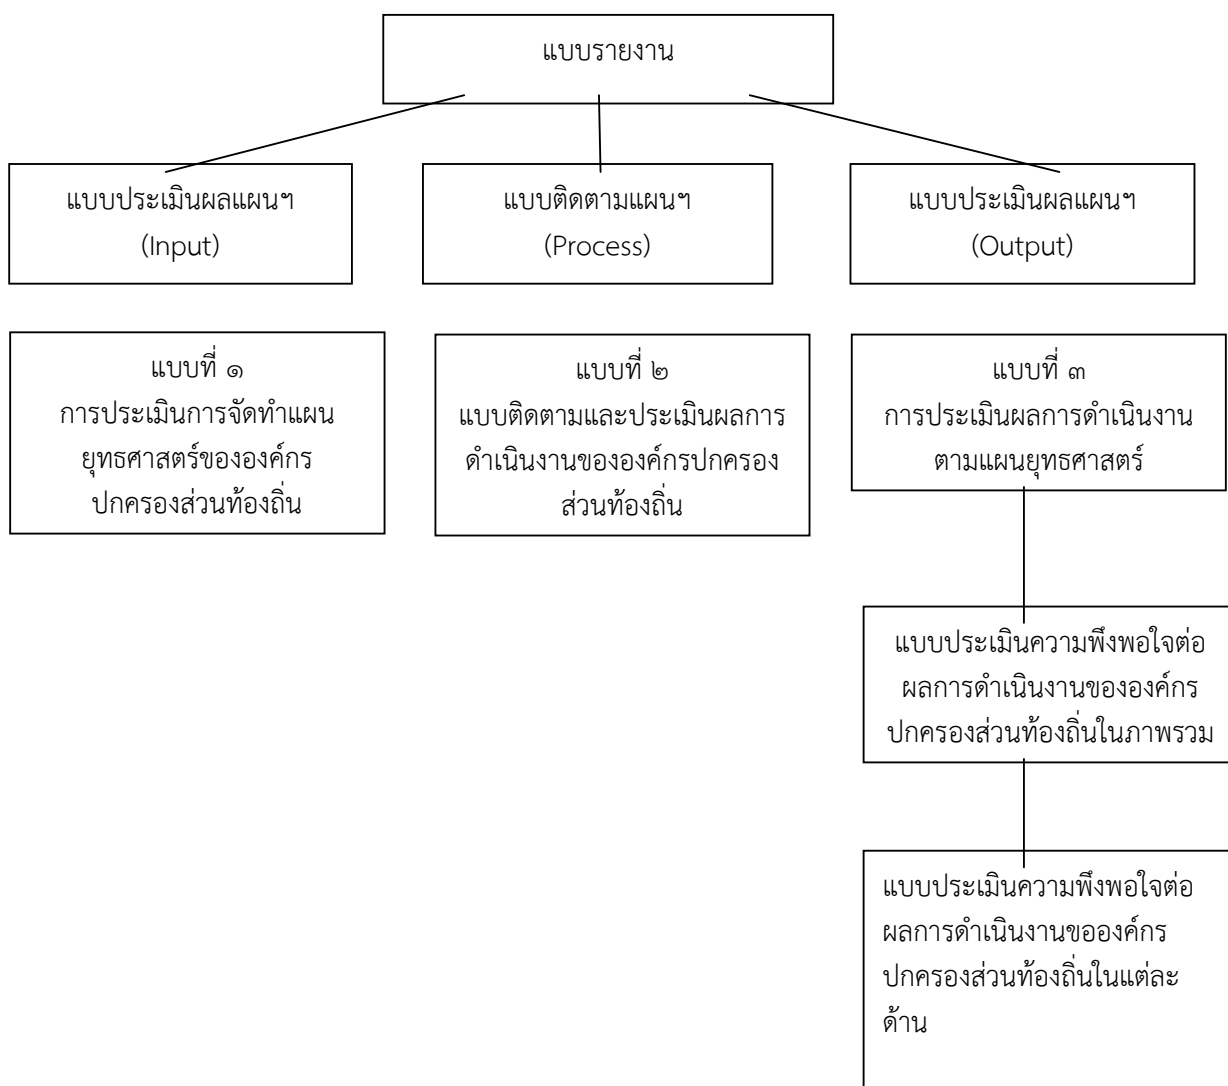 แบบรายงาน
แบบประเมินผลแผนฯ
(Input)
แบบติดตามแผนฯ
(Process)
แบบประเมินผลแผนฯ
(Output)
แบบที่ ๑
การประเมินการจัดทำแผน
ยุทธศาสตร์ขององค์กร
ปกครองส่วนท้องถิ่น
แบบที่ ๒
แบบติดตามและประเมินผลการ
ดำเนินงานขององค์กรปกครอง
ส่วนท้องถิ่น
แบบที่ ๓
การประเมินผลการดำเนินงาน
ตามแผนยุทธศาสตร์
แบบประเมินความพึงพอใจต่อ
ผลการดำเนินงานขององค์กร
ปกครองส่วนท้องถิ่นในภาพรวม
แบบประเมินความพึงพอใจต่อ
ผลการดำเนินงานขอองค์กร
ปกครองส่วนท้องถิ่นในแต่ละ
ด้าน